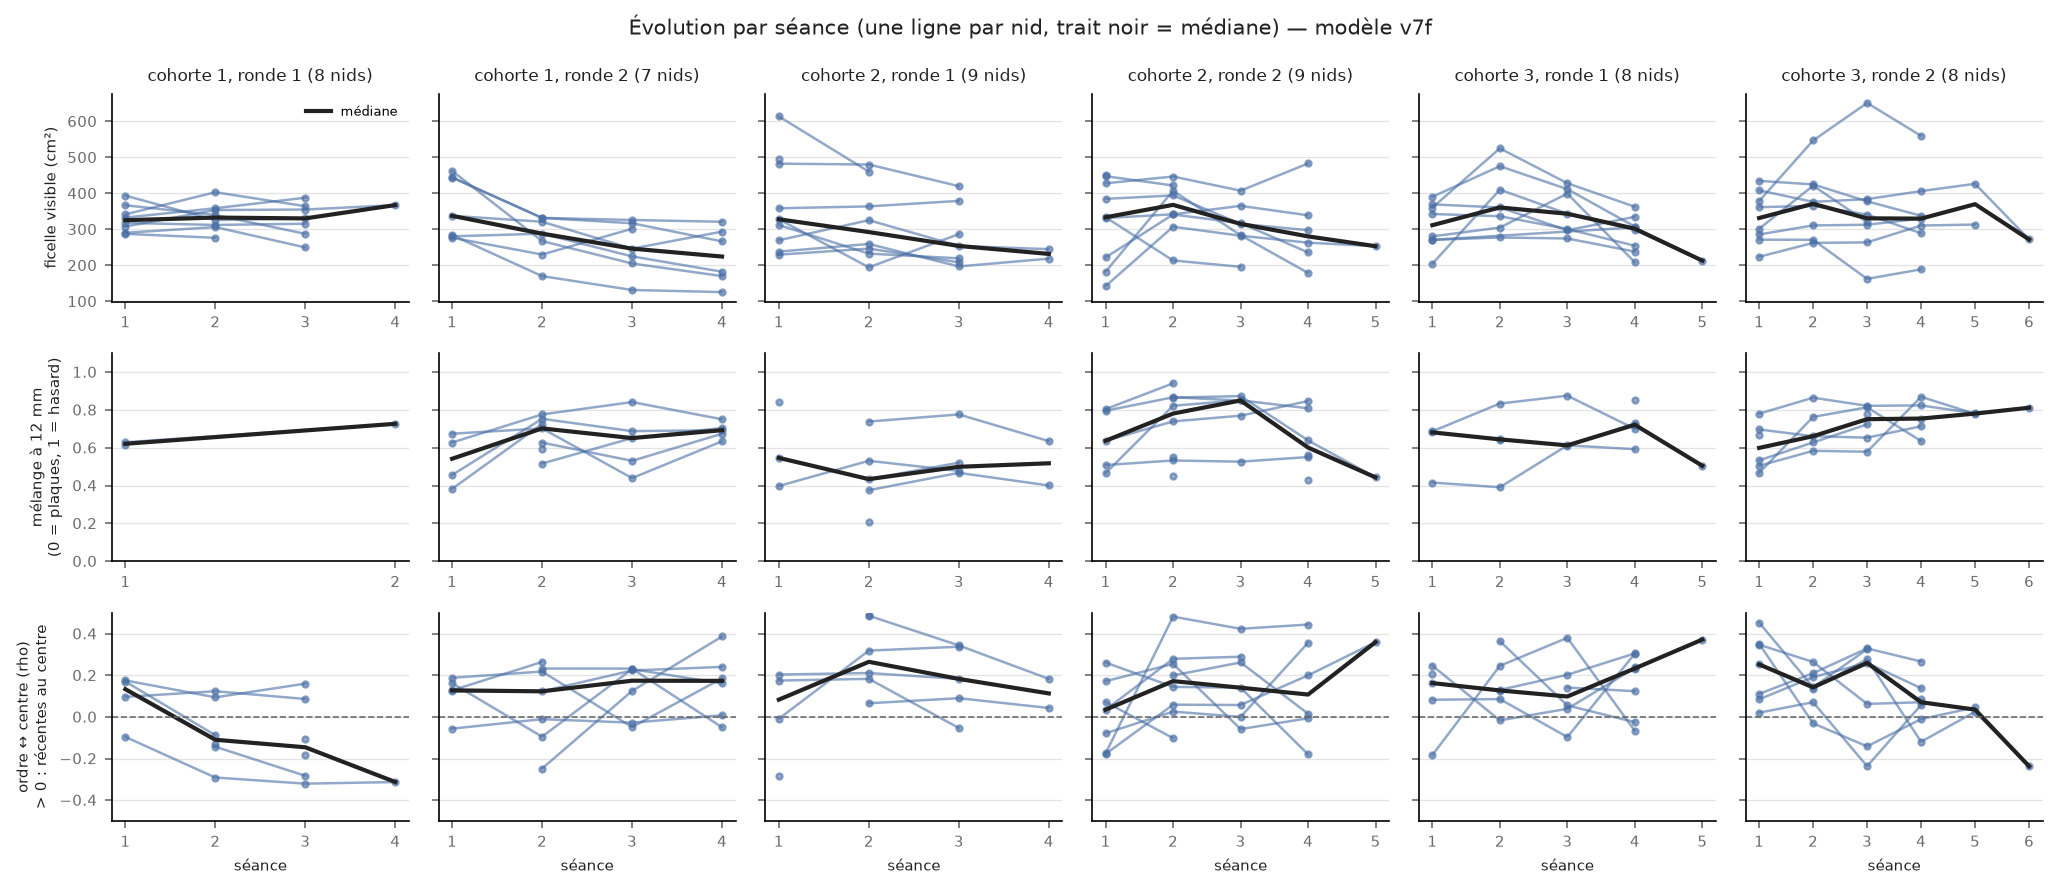 Évolution par séance (une ligne par nid, trait noir = médiane) — modèle v7f
cohorte 1, ronde 1 (8 nids)
cohorte 1, ronde 2 (7 nids)
cohorte 2, ronde 1 (9 nids)
cohorte 2, ronde 2 (9 nids)
cohorte 3, ronde 1 (8 nids)
cohorte 3, ronde 2 (8 nids)
médiane
ficelle visible (cm²)
600
500
400
300
200
100
1 2 3 4
1 2 3 4
1 2 3 4
1 2 3 4 5
1 2 3 4 5
1 2 3 4 5 6
mélange à 12 mm
(0 = plaques, 1 = hasard)
1.0
0.8
0.6
0.4
0.2
0.0
1 2
1 2 3 4
1 2 3 4
1 2 3 4 5
1 2 3 4 5
1 2 3 4 5 6
ordre ↔ centre (rho)
> 0 : récentes au centre
0.4
0.2
0.0
−0.2
−0.4
1 2 3 4
1 2 3 4
1 2 3 4
1 2 3 4 5
1 2 3 4 5
1 2 3 4 5 6
séance
séance
séance
séance
séance
séance